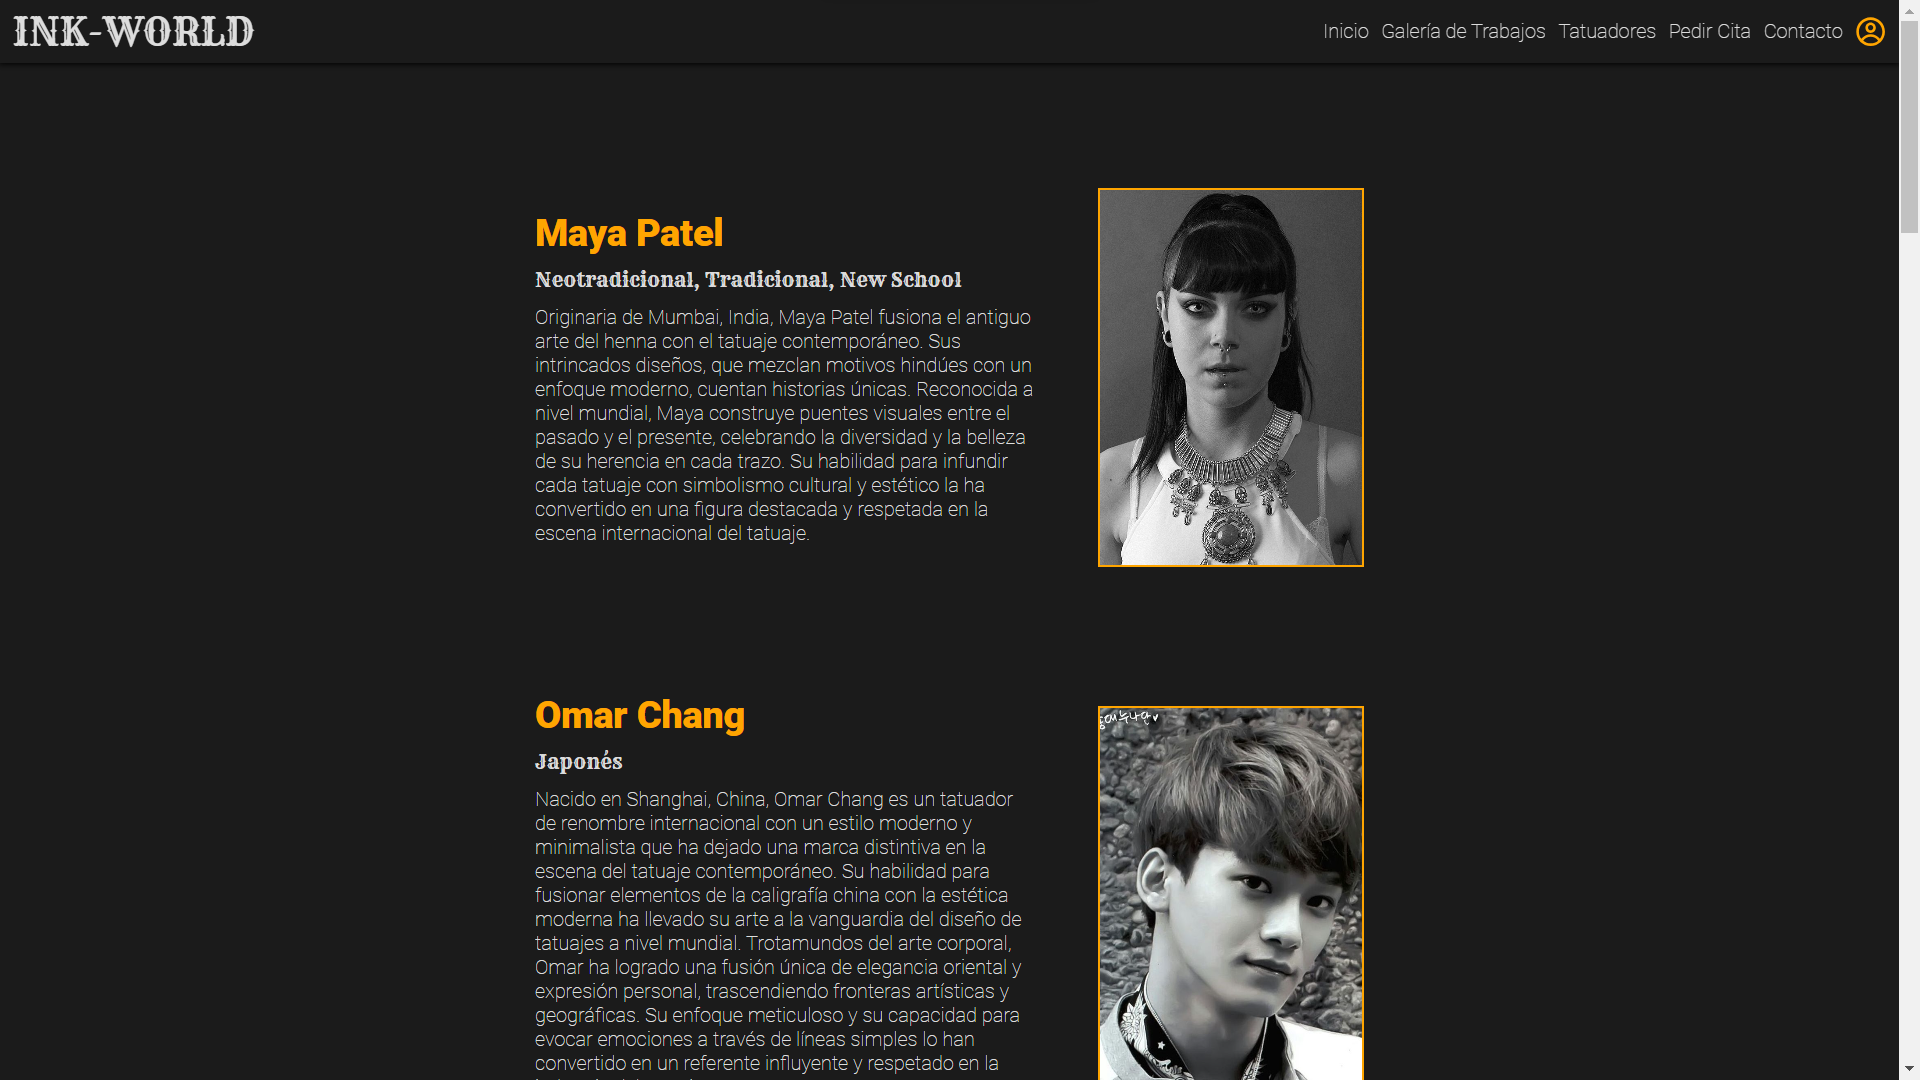 INK-WORLD
Inicio Galería de Trabajos Tatuadores Pedir Cita Contacto
Maya Patel
Neotradicional, Tradicional, New School
Originaria de Mumbai, India, Maya Patel fusiona el antiguo
arte del henna con el tatuaje contemporáneo. Sus
intrincados diseños, que mezclan motivos hindúes con un
enfoque moderno, cuentan historias únicas. Reconocida a
nivel mundial, Maya construye puentes visuales entre el
pasado y el presente, celebrando la diversidad y la belleza
de su herencia en cada trazo. Su habilidad para infundir
cada tatuaje con simbolismo cultural y estético la ha
convertido en una figura destacada y respetada en la
escena internacional del tatuaje.
Omar Chang
Japonés
Nacido en Shanghai, China, Omar Chang es un tatuador
de renombre internacional con un estilo moderno y
minimalista que ha dejado una marca distintiva en la
escena del tatuaje contemporáneo. Su habilidad para
fusionar elementos de la caligrafía china con la estética
moderna ha llevado su arte a la vanguardia del diseño de
tatuajes a nivel mundial. Trotamundos del arte corporal,
Omar ha logrado una fusión única de elegancia oriental y
expresión personal, trascendiendo fronteras artísticas y
geográficas. Su enfoque meticuloso y su capacidad para
evocar emociones a través de líneas simples lo han
convertido en un referente influyente y respetado en la